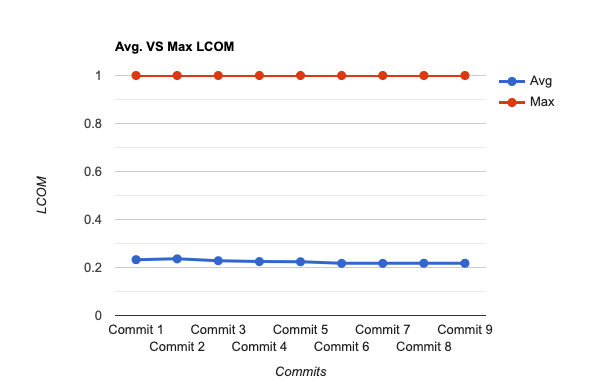 Avg. VS Max LCOM
1
0.8
0.6
0.4
0.2
0
LCOM
Avg
Max
Commit 1 Commit 3 Commit 5 Commit 7 Commit 9
Commit 2 Commit 4 Commit 6 Commit 8
Commits